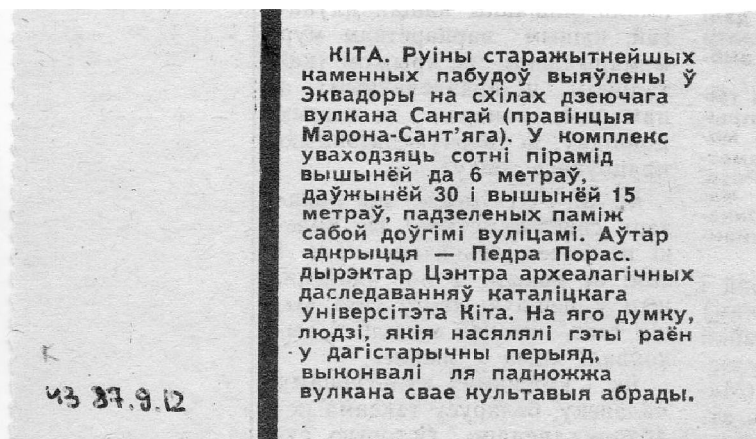 КІТА. Руіны старажытнейшых
каменных пабудоў выяўлены ў
Эквадоры на схілах дзеючага
вулкана Сангай (правінцыя
Марона-Сант’яга). У комплекс
уваходзяць сотні пірамід
вышынёй да 6 метраў,
даўжынёй 30 і вышынёй 15
метраў, падзеленых паміж
сабой доўгімі вуліцамі. Аўтар
адкрыцця — Педра Порас.
дырэктар Цэнтра археалагічных
даследаванняў каталіцкага
універсітэта Кіта. На яго думку,
людзі, якія насялялі гэты раён
у дагістарычны перыяд,
выконвалі ля падножжа
вулкана свае культавыя абрады.
К
ЧЗ 87.9.12